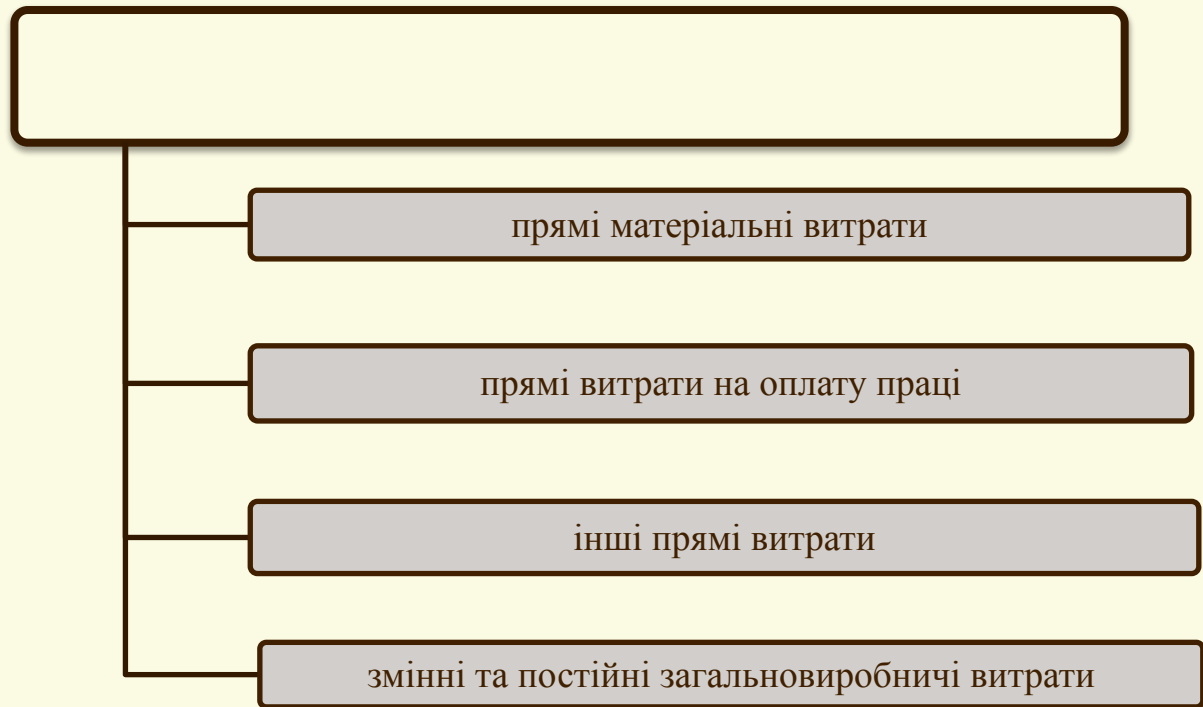 прямі матеріальні витрати
прямі витрати на оплату праці
інші прямі витрати
змінні та постійні загальновиробничі витрати